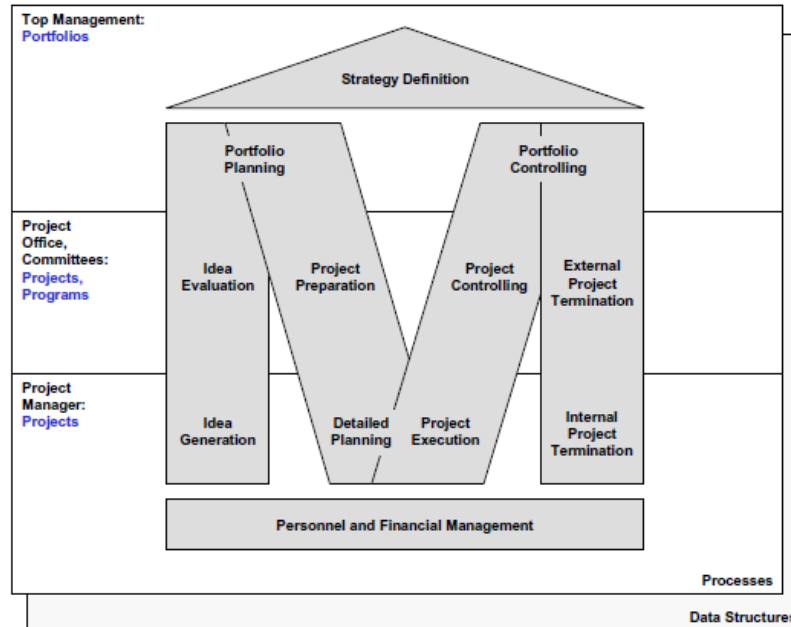 Top Management:
Portfolios
Strategy Definition
Portfolio
Planning
Portfolio
Controlling
Project
Office,
Committees:
Projects,
Programs
Idea
Evaluation
Project
Preparation
Project
Controlling
External
Project
Termination
Project
Manager:
Projects
Idea
Generation
Detailed
Planning
Project
Execution
Internal
Project
Termination
Personnel and Financial Management
Processes
Data Structures